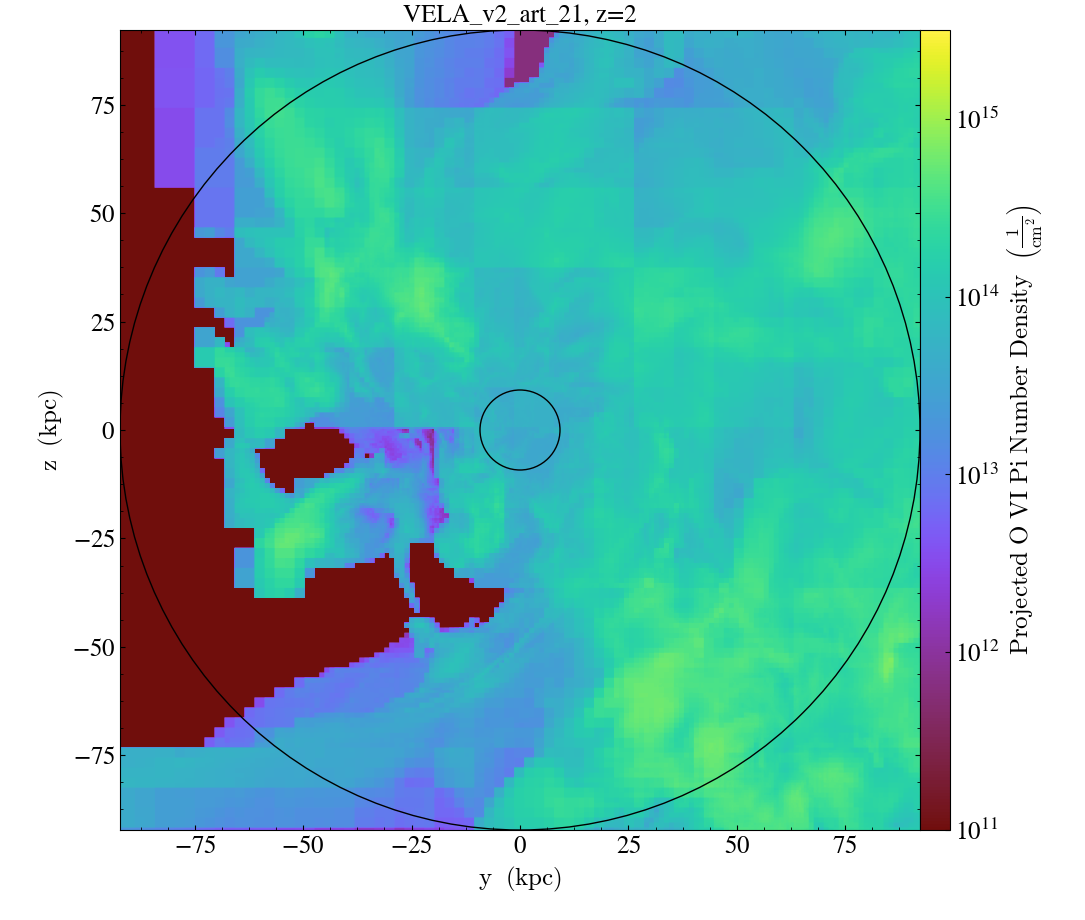 VELA_v2_art_21, z=2
75
50
25
0
−25
−50
−75
z (kpc)
−75 −50 −25 0 25 50 75
y (kpc)
10^15
10^14
10^13
10^12
10^11
Projected O VI Pi Number Density (1/cm^2)